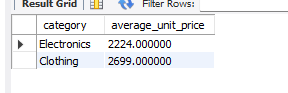 Result Grid Filter Rows:
category average_unit_price
Electronics 2224.000000
Clothing 2699.000000